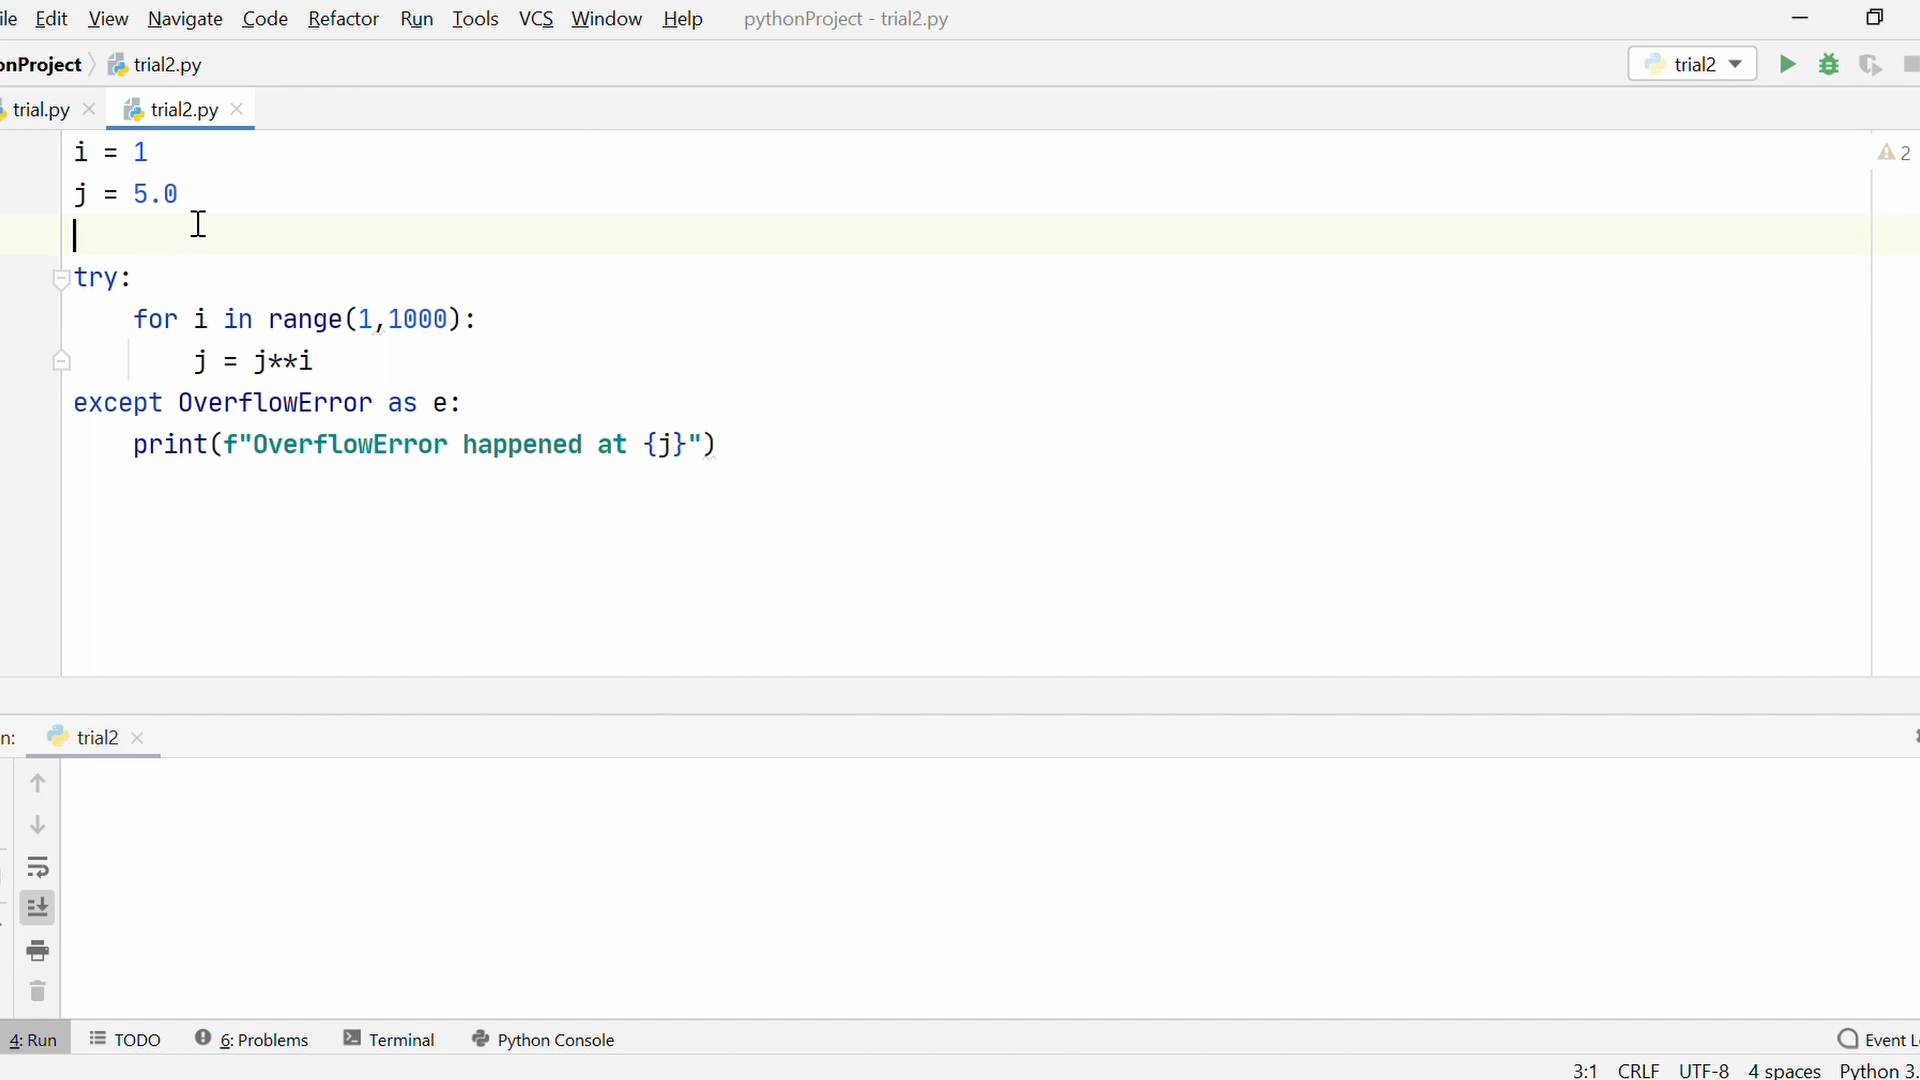 ile Edit View Navigate Code Refactor Run Tools VCS Window Help pythonProject - trial2.py
onProject trial2.py trial2
trial.py trial2.py
i = 1
2
j = 5.0
try:
for i in range(1,1000):
j = j**i
except OverflowError as e:
print(f"OverflowError happened at {j}")
n: trial2
4: Run TODO 6: Problems Terminal Python Console Event L
3:1 CRLF UTF-8 4 spaces Python 3.